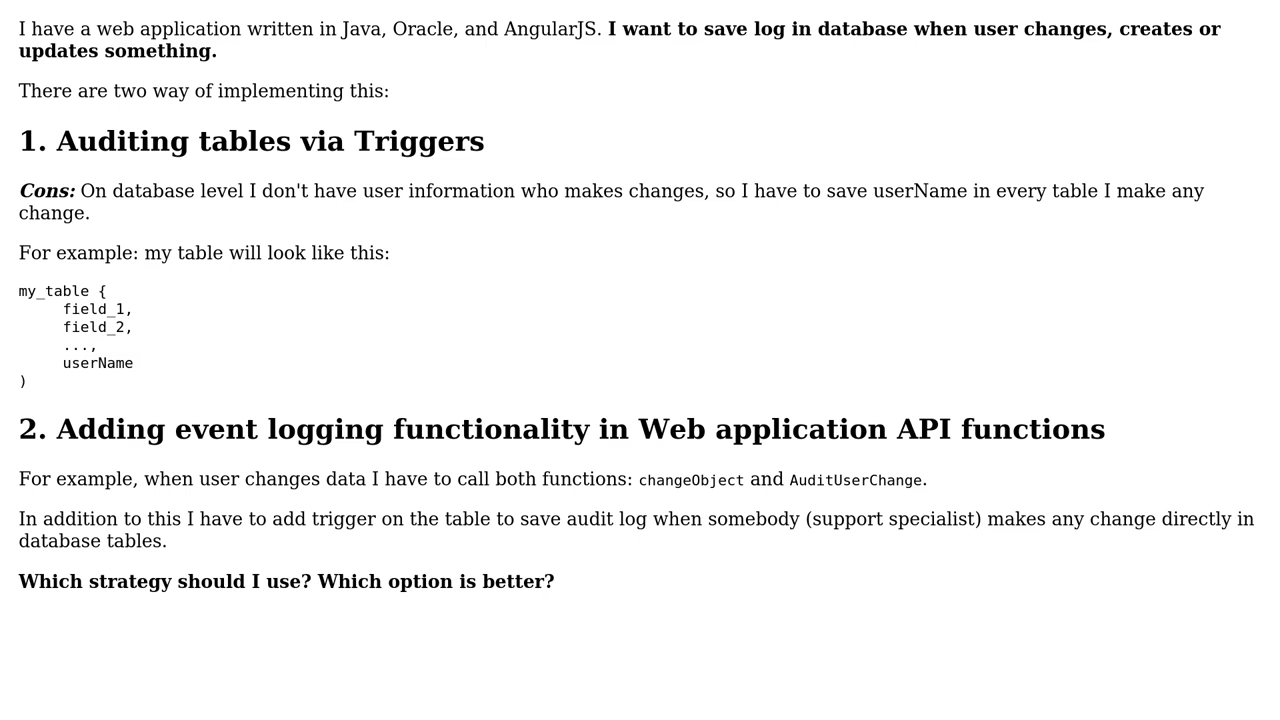 I have a web application written in Java, Oracle, and AngularJS. I want to save log in database when user changes, creates or
updates something.
There are two way of implementing this:
1. Auditing tables via Triggers
Cons: On database level I don't have user information who makes changes, so I have to save userName in every table I make any
change.
For example: my table will look like this:
my_table {
     field_1,
     field_2,
     ...,
     userName
)
2. Adding event logging functionality in Web application API functions
For example, when user changes data I have to call both functions: changeObject and AuditUserChange.
In addition to this I have to add trigger on the table to save audit log when somebody (support specialist) makes any change directly in
database tables.
Which strategy should I use? Which option is better?